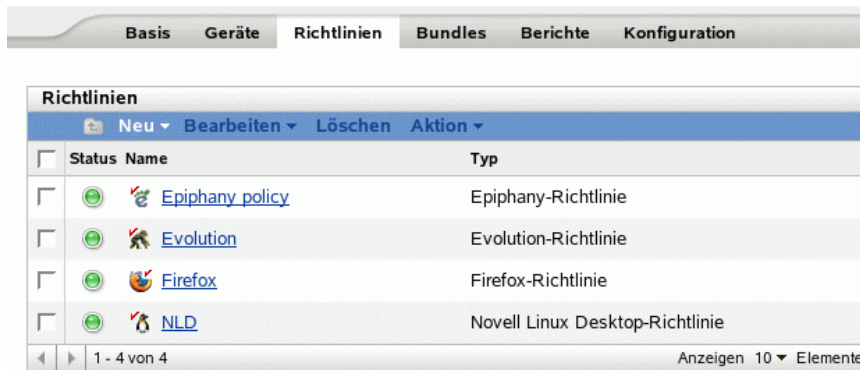 Basis Geräte Richtlinien Bundles Berichte Konfiguration
Richtlinien
Neu Bearbeiten Löschen Aktion
Status Name Typ
Epiphany policy Epiphany-Richtlinie
Evolution Evolution-Richtlinie
Firefox Firefox-Richtlinie
NLD Novell Linux Desktop-Richtlinie
1 - 4 von 4 Anzeigen 10 Elemente